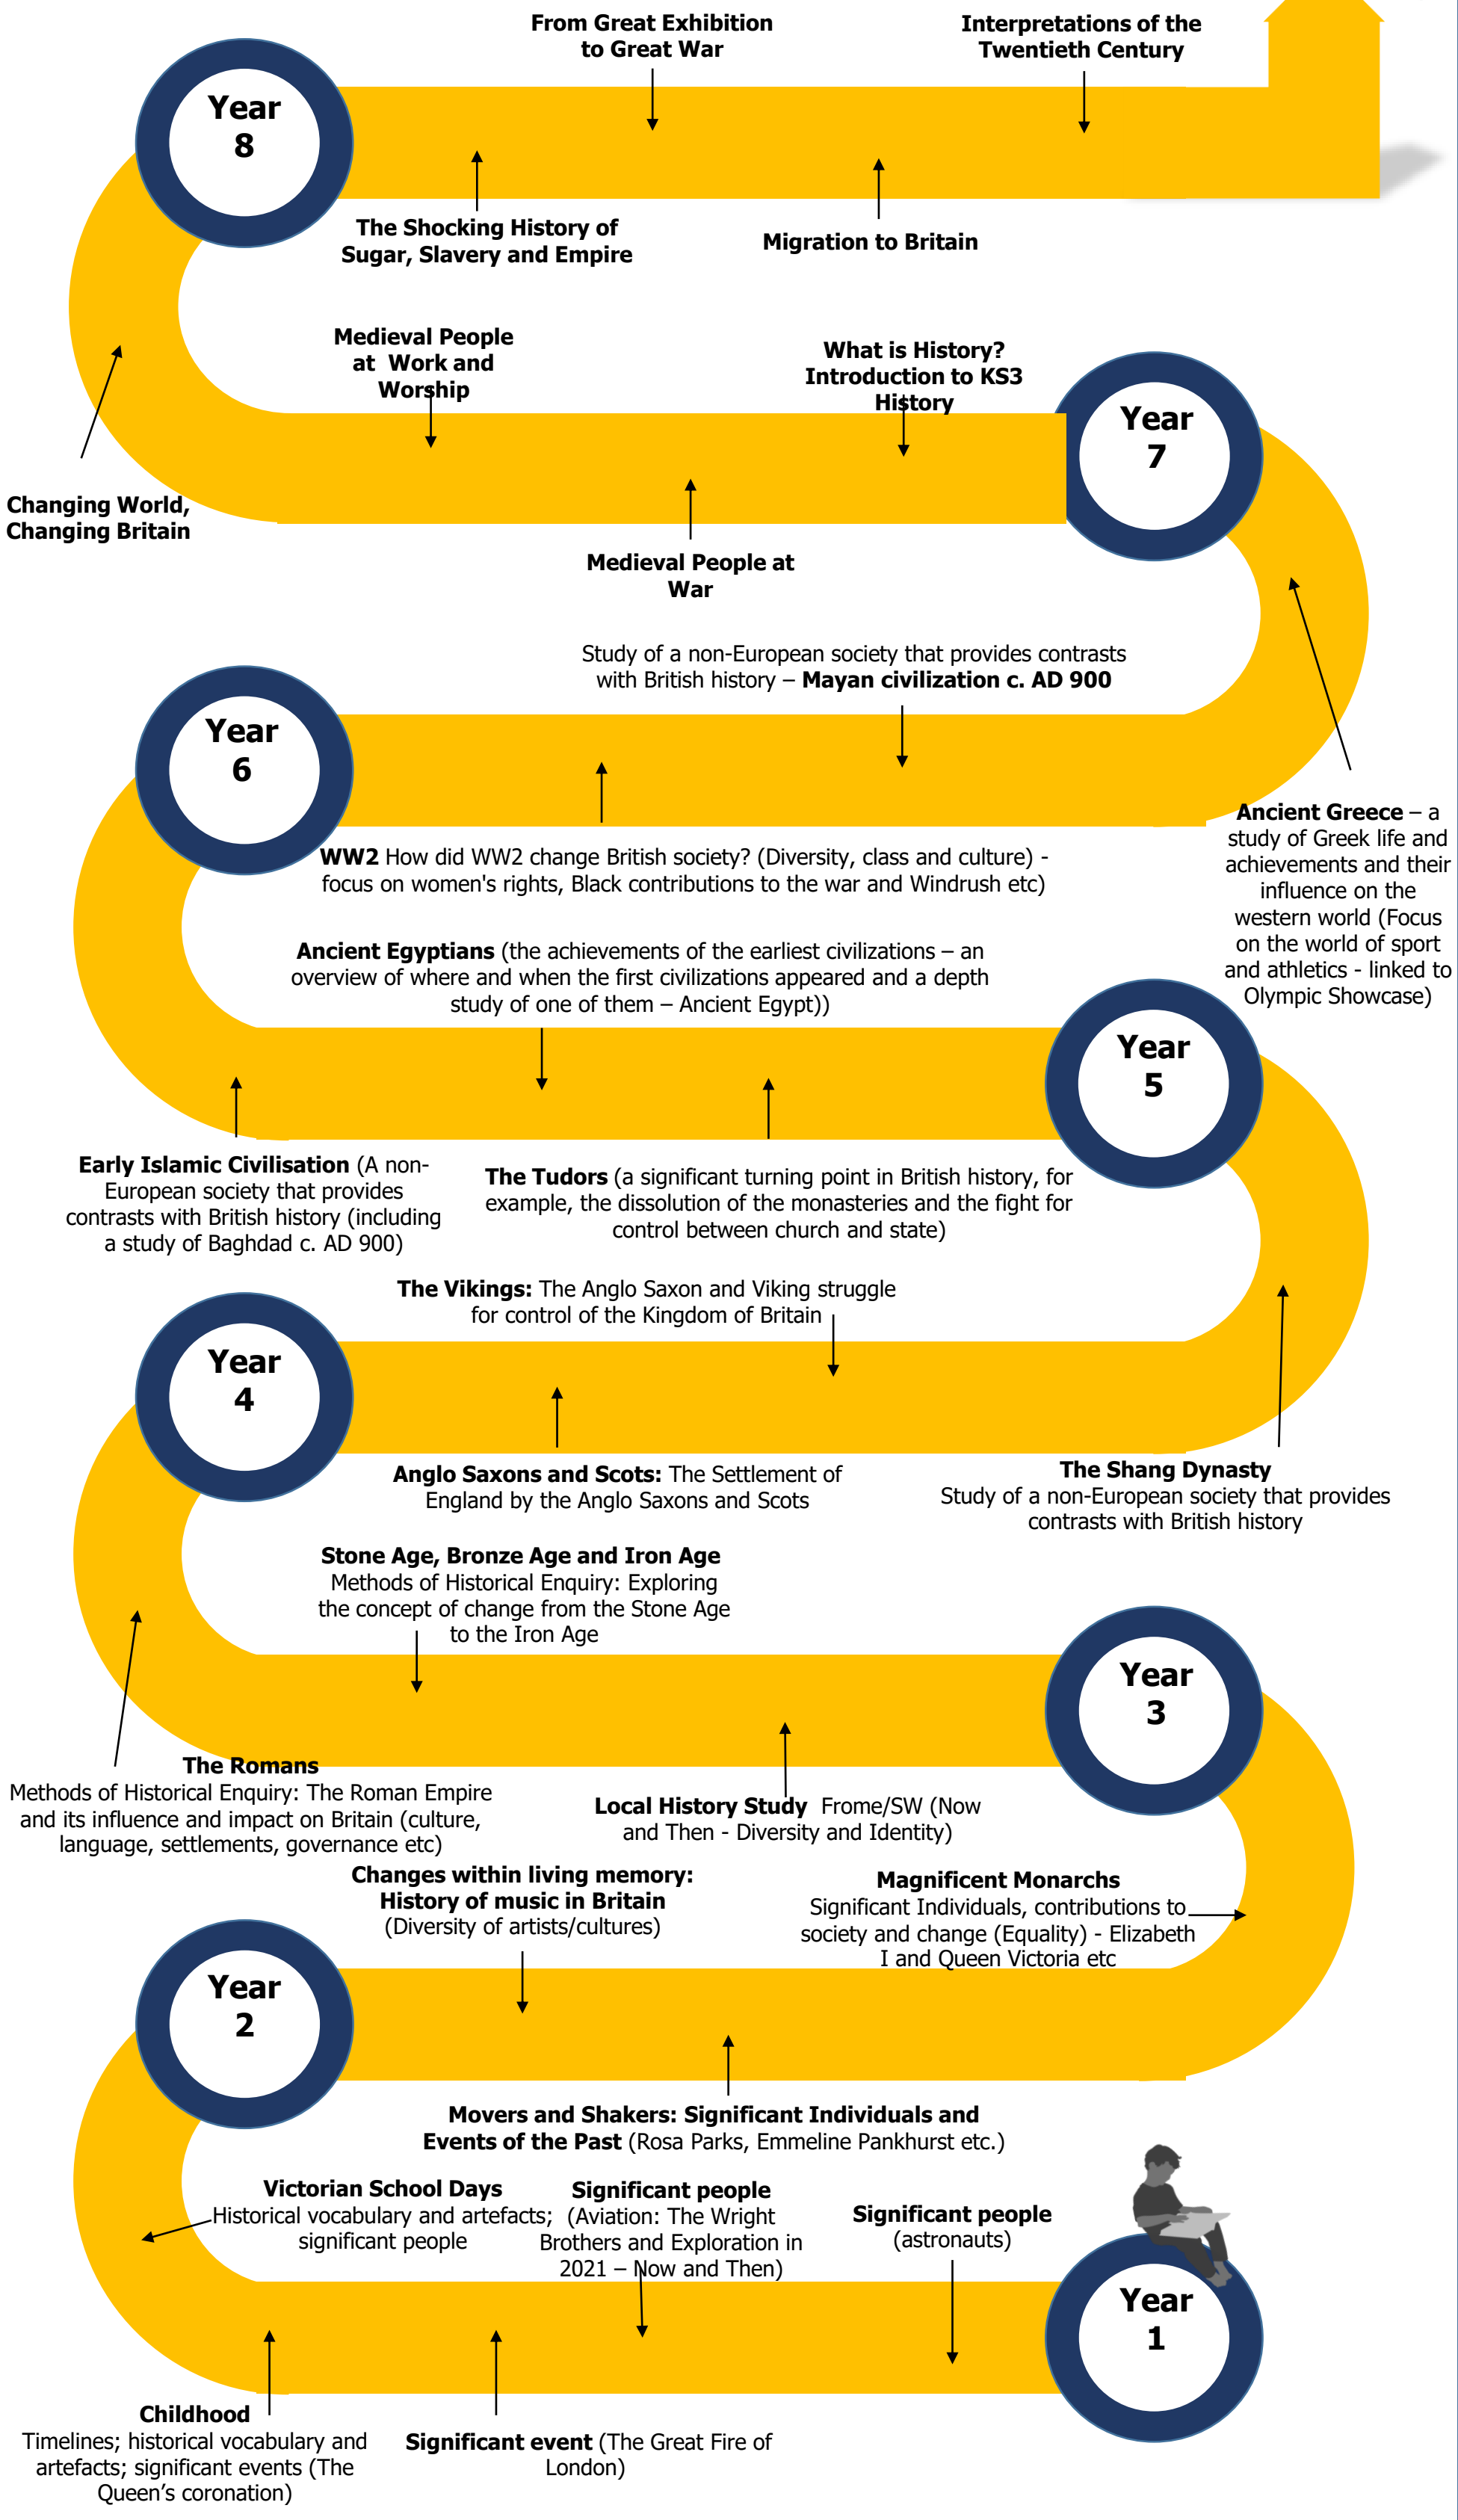 From Great Exhibition
to Great War
Interpretations of the
Twentieth Century
Year
8
The Shocking History of
Sugar, Slavery and Empire
Migration to Britain
Medieval People
at Work and
Worship
What is History?
Introduction to KS3
History
Year
7
Changing World,
Changing Britain
Medieval People at
War
Study of a non-European society that provides contrasts
with British history – Mayan civilization c. AD 900
Year
6
Ancient Greece – a
study of Greek life and
achievements and their
influence on the
western world (Focus
on the world of sport
and athletics - linked to
Olympic Showcase)
WW2 How did WW2 change British society? (Diversity, class and culture) -
focus on women's rights, Black contributions to the war and Windrush etc)
Ancient Egyptians (the achievements of the earliest civilizations – an
overview of where and when the first civilizations appeared and a depth
study of one of them – Ancient Egypt))
Year
5
Early Islamic Civilisation (A non-
European society that provides
contrasts with British history (including
a study of Baghdad c. AD 900)
The Tudors (a significant turning point in British history, for
example, the dissolution of the monasteries and the fight for
control between church and state)
The Vikings: The Anglo Saxon and Viking struggle
for control of the Kingdom of Britain
Year
4
Anglo Saxons and Scots: The Settlement of
England by the Anglo Saxons and Scots
The Shang Dynasty
Study of a non-European society that provides
contrasts with British history
Stone Age, Bronze Age and Iron Age
Methods of Historical Enquiry: Exploring
the concept of change from the Stone Age
to the Iron Age
Year
3
The Romans
Methods of Historical Enquiry: The Roman Empire
and its influence and impact on Britain (culture,
language, settlements, governance etc)
Local History Study Frome/SW (Now
and Then - Diversity and Identity)
Changes within living memory:
History of music in Britain
(Diversity of artists/cultures)
Magnificent Monarchs
Significant Individuals, contributions to
society and change (Equality) - Elizabeth
I and Queen Victoria etc
Year
2
Movers and Shakers: Significant Individuals and
Events of the Past (Rosa Parks, Emmeline Pankhurst etc.)
Victorian School Days
Historical vocabulary and artefacts;
significant people
Significant people
(Aviation: The Wright
Brothers and Exploration in
2021 – Now and Then)
Significant people
(astronauts)
Year
1
Childhood
Timelines; historical vocabulary and
artefacts; significant events (The
Queen’s coronation)
Significant event (The Great Fire of
London)